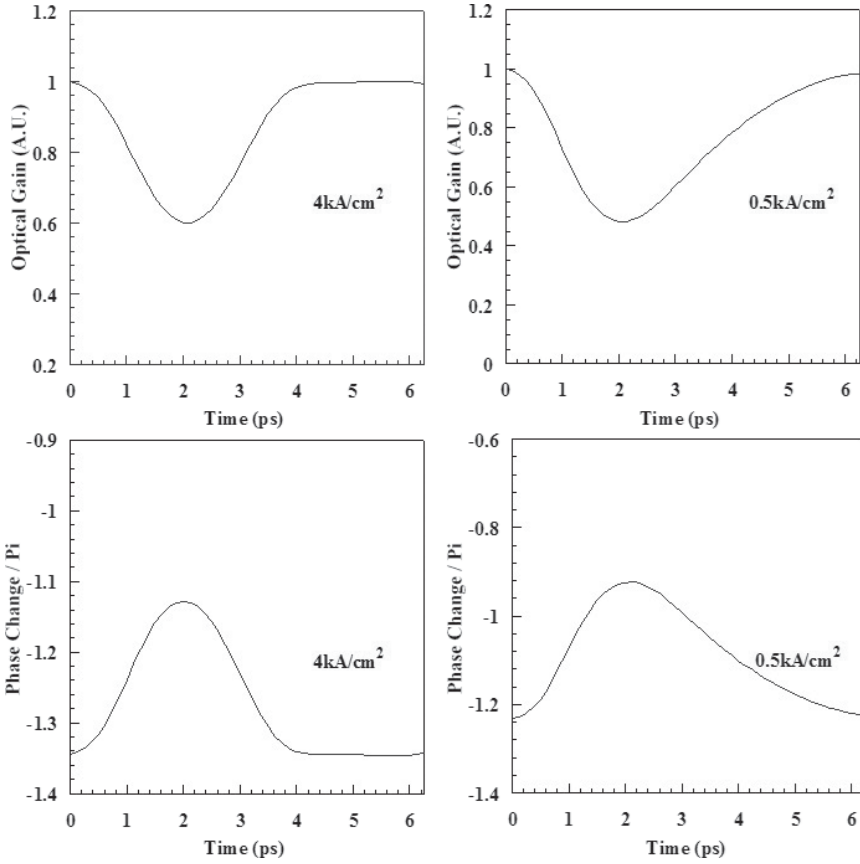 1.2
1
0.8
0.6
0.4
0.2
Optical Gain (A.U.)
4kA/cm²
0 1 2 3 4 5 6
Time (ps)
1.2
1
0.8
0.6
0.4
0.2
0
Optical Gain (A.U.)
0.5kA/cm²
0 1 2 3 4 5 6
Time (ps)
-0.9
-1
-1.1
-1.2
-1.3
-1.4
Phase Change / Pi
4kA/cm²
0 1 2 3 4 5 6
Time (ps)
-0.6
-0.8
-1
-1.2
-1.4
Phase Change / Pi
0.5kA/cm²
0 1 2 3 4 5 6
Time (ps)